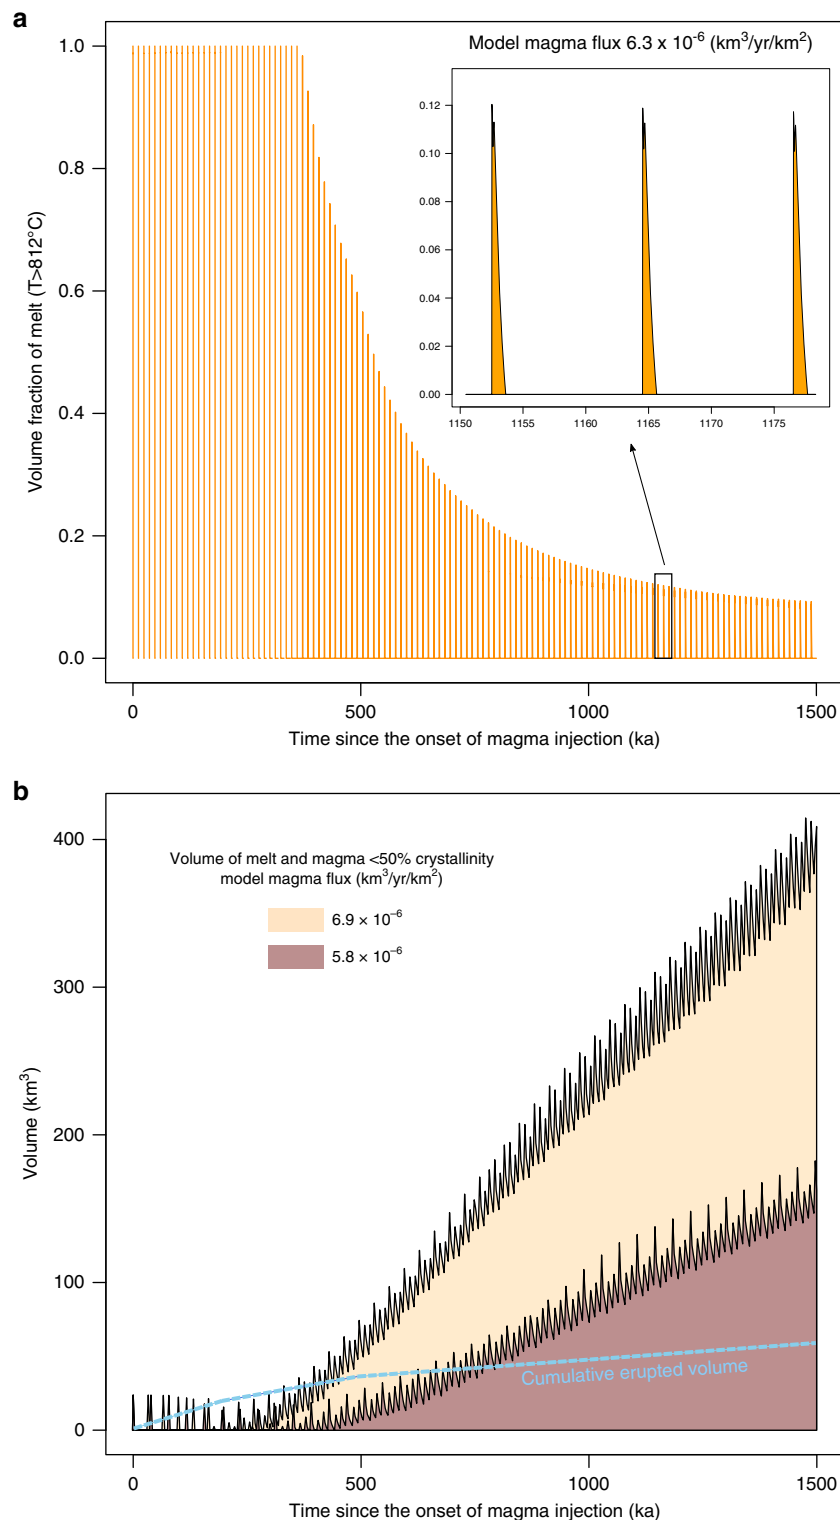 a
Model magma flux 6.3 x 10⁻⁶ (km³/yr/km²)
1.0
0.8
0.6
0.4
0.2
0.0
Volume fraction of melt (T>812°C)
0.12
0.10
0.08
0.06
0.04
0.02
0.00
1150 1155 1160 1165 1170 1175
0 500 1000 1500
Time since the onset of magma injection (ka)
b
400
300
200
100
0
Volume (km³)
Volume of melt and magma <50% crystallinity
model magma flux (km³/yr/km²)
6.9 × 10⁻⁶
5.8 × 10⁻⁶
Cumulative erupted volume
0 500 1000 1500
Time since the onset of magma injection (ka)